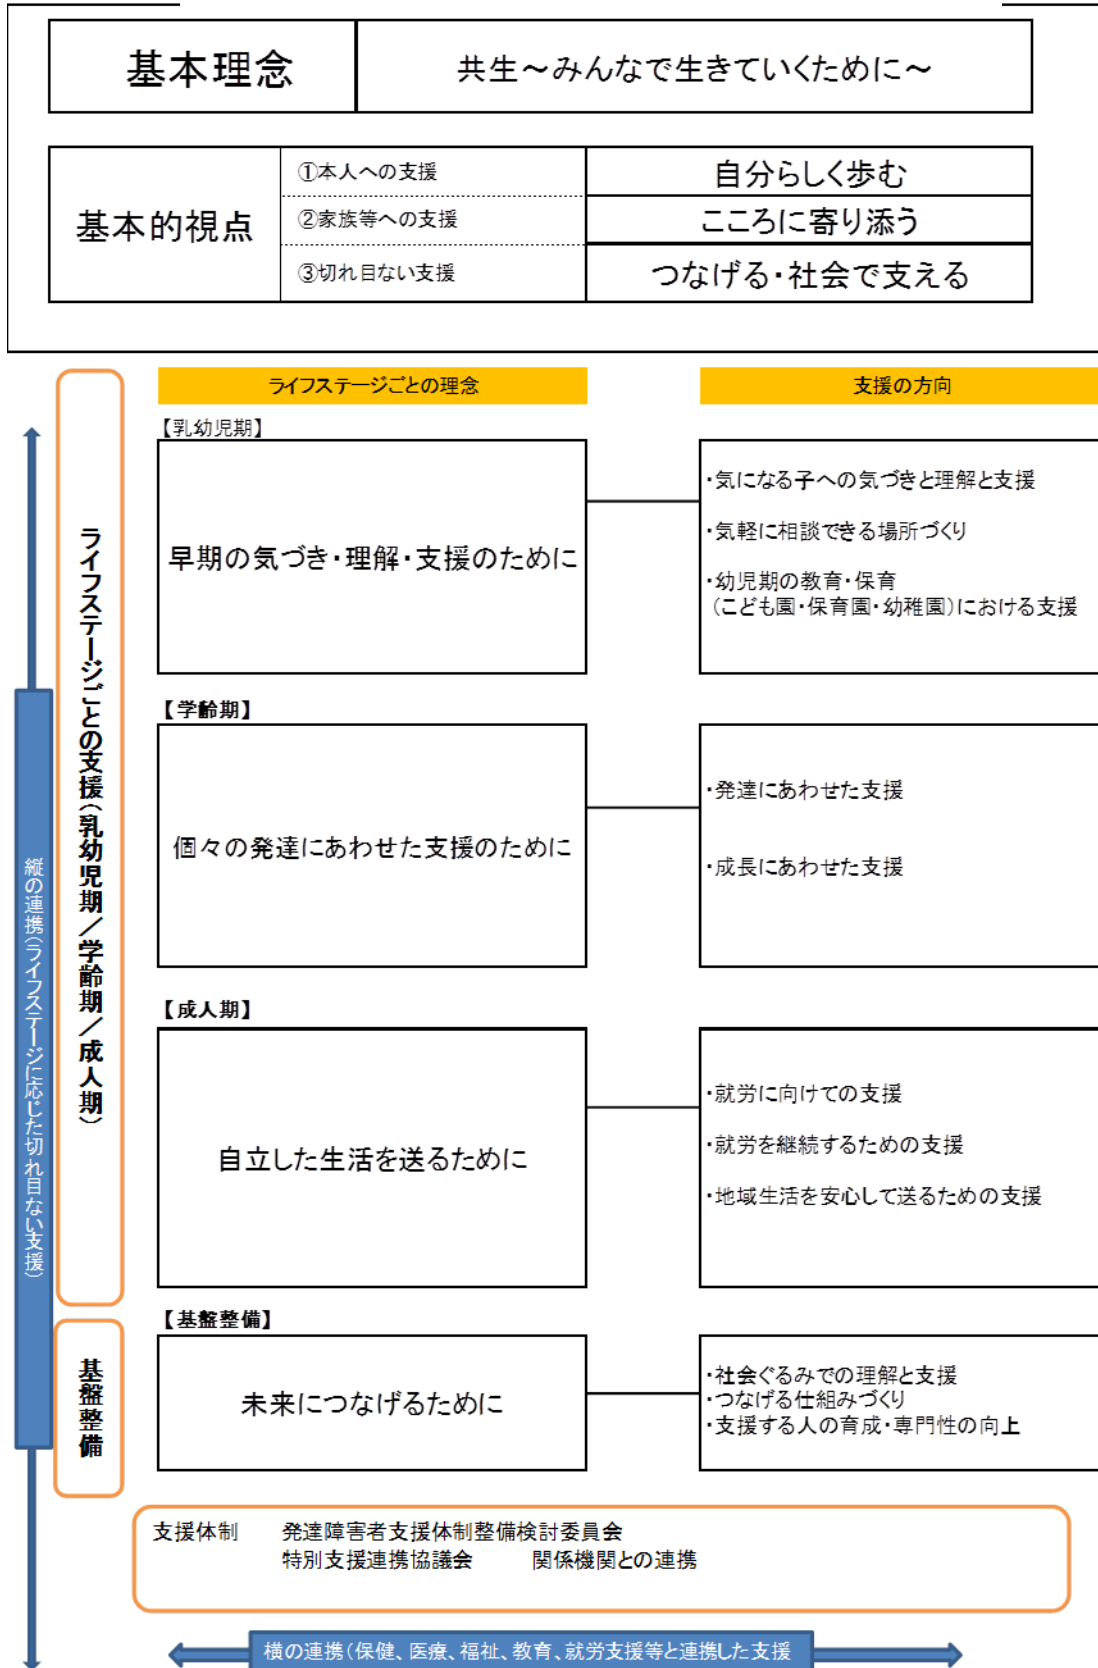 基本理念
共生～みんなで生きていくために～
基本的視点
①本人への支援
自分らしく歩む
②家族等への支援
こころに寄り添う
③切れ目ない支援
つなげる・社会で支える
ライフステージごとの理念
支援の方向
縦の連携(ライフステージに応じた切れ目ない支援)
ライフステージごとの支援(乳幼児期／学齢期／成人期)
【乳幼児期】
早期の気づき・理解・支援のために
・気になる子への気づきと理解と支援
・気軽に相談できる場所づくり
・幼児期の教育・保育
(こども園・保育園・幼稚園)における支援
【学齢期】
個々の発達にあわせた支援のために
・発達にあわせた支援
・成長にあわせた支援
【成人期】
自立した生活を送るために
・就労に向けての支援
・就労を継続するための支援
・地域生活を安心して送るための支援
基盤整備
【基盤整備】
未来につなげるために
・社会ぐるみでの理解と支援
・つなげる仕組みづくり
・支援する人の育成・専門性の向上
支援体制　発達障害者支援体制整備検討委員会
特別支援連携協議会　関係機関との連携
横の連携(保健、医療、福祉、教育、就労支援等と連携した支援